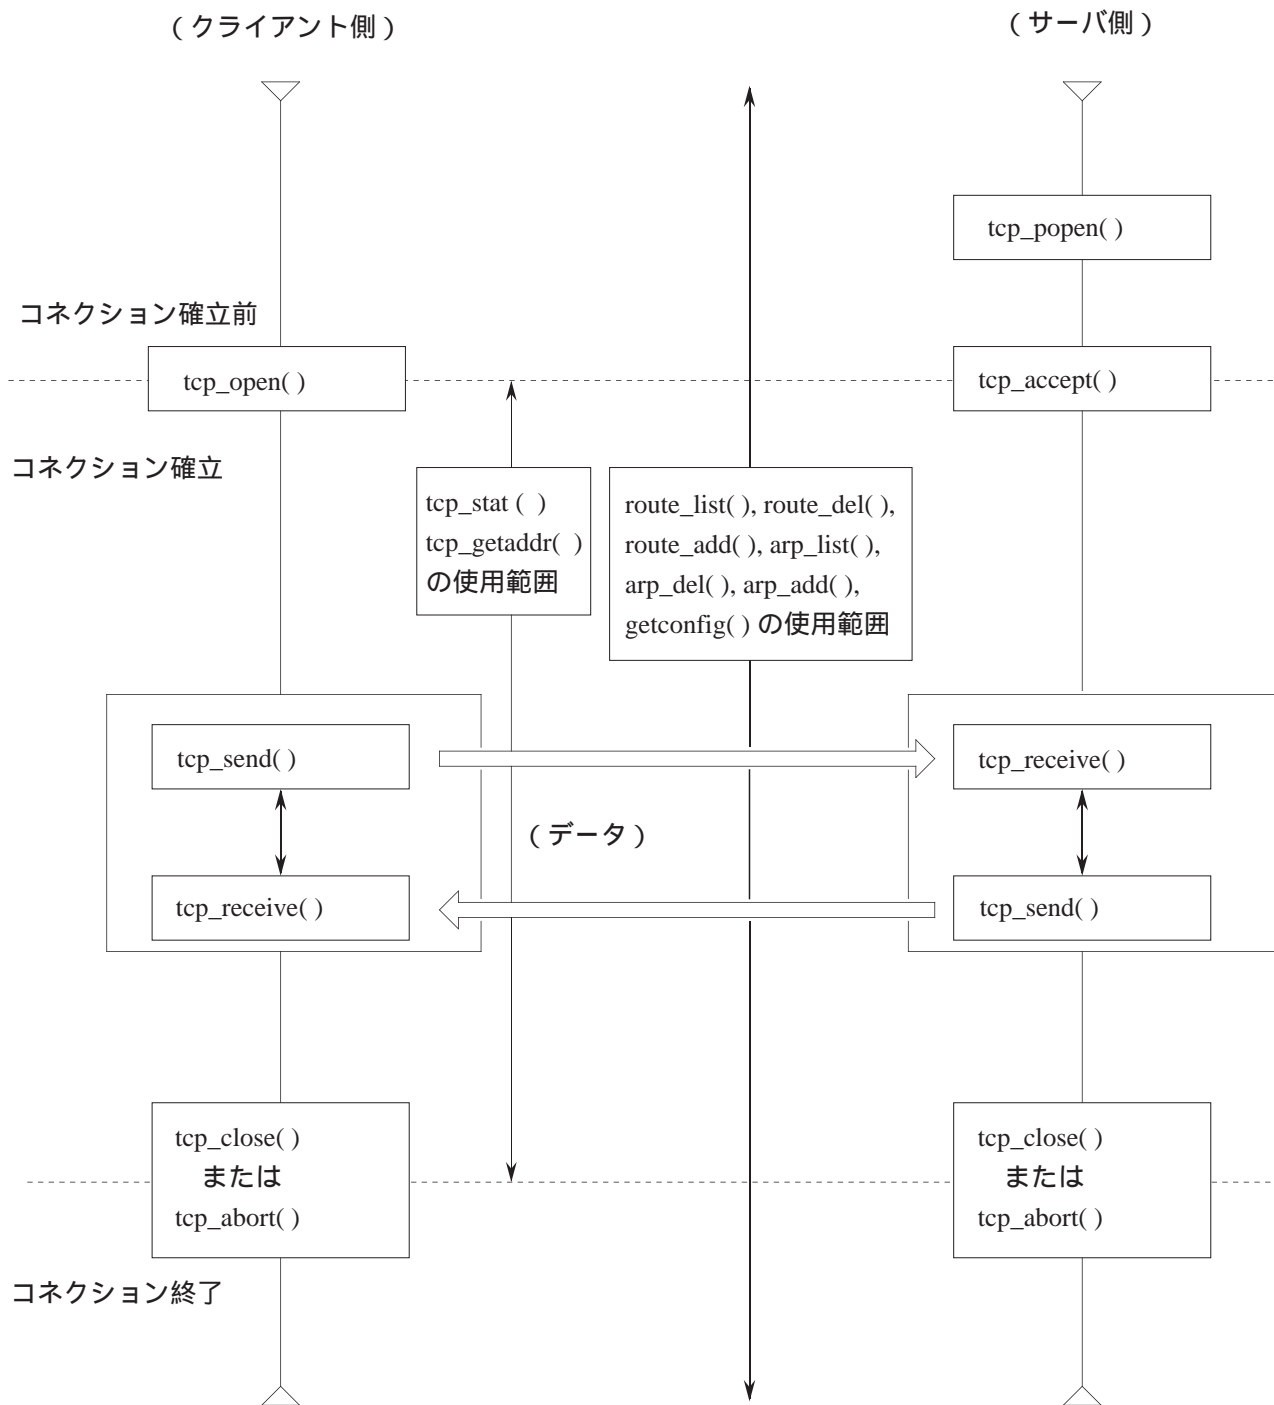 （クライアント側）
（サーバ側）
tcp_popen( )
コネクション確立前
tcp_open( )
tcp_accept( )
コネクション確立
tcp_stat ( )
tcp_getaddr( )
の使用範囲
route_list( ), route_del( ),
route_add( ), arp_list( ),
arp_del( ), arp_add( ),
getconfig( ) の使用範囲
tcp_send( )
tcp_receive( )
（データ）
tcp_receive( )
tcp_send( )
tcp_close( )
または
tcp_abort( )
tcp_close( )
または
tcp_abort( )
コネクション終了